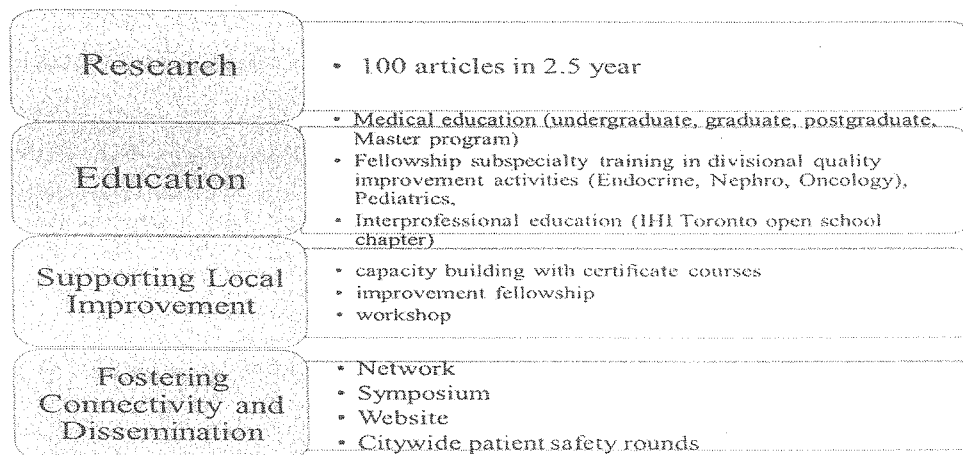 Research
• 100 articles in 2.5 year
Education
• Medical education (undergraduate, graduate, postgraduate,
Master program)
• Fellowship subspecialty training in divisional quality
improvement activities (Endocrine, Nephro, Oncology),
Pediatrics,
• Interprofessional education (IHI Toronto open school
chapter)
Supporting Local
Improvement
• capacity building with certificate courses
• improvement fellowship
• workshop
Fostering
Connectivity and
Dissemination
• Network
• Symposium
• Website
• Citywide patient safety rounds